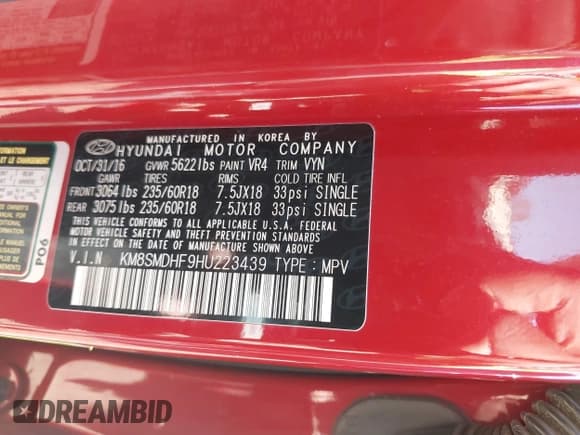 MANUFACTURED IN KOREA BY
HYUNDAI MOTOR COMPANY
OCT/31/16 GVWR 5622lbs PAINT VR4 TRIM VYN
GAWR TIRES RIMS COLD TIRE INFL
FRONT 3064lbs 235/60R18 7.5JX18 33psi SINGLE
REAR 3075lbs 235/60R18 7.5JX18 33psi SINGLE
THIS VEHICLE CONFORMS TO ALL APPLICABLE U.S.A. FEDERAL
MOTOR VEHICLE SAFETY, BUMPER, AND THEFT
PREVENTION STANDARDS IN EFFECT ON THE DATE
OF MANUFACTURE SHOWN ABOVE
V.I.N KM8SMDHF9HU223439 TYPE : MPV
P06
DREAMBID